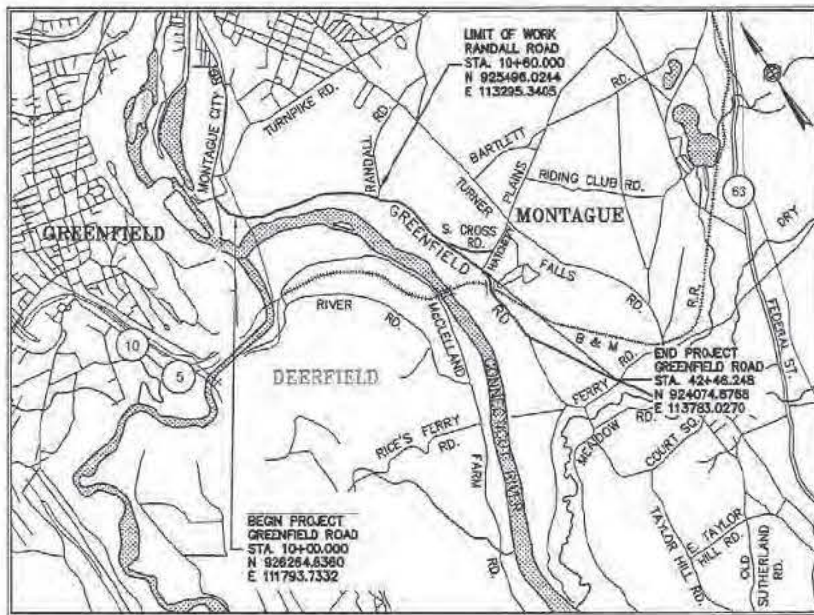 LIMIT OF WORK
RANDALL ROAD
STA. 10+60.000
N 925496.0244
E 113295.3405
MONTAGUE CITY RD.
TURNPIKE RD.
RANDALL RD.
BARTLETT RD.
TURNER
FALLS
RD.
PLAINS
HATCHERY
RIDING CLUB RD.
MONTAGUE
63
DRY
GREENFIELD
GREENFIELD
RD
S. CROSS
RD.
R.R.
B & M
FEDERAL ST.
RIVER
RD.
McCLELLAND
FARM
RD.
10
5
DEERFIELD
CONNECTICUT RIVER
END PROJECT
GREENFIELD ROAD
STA. 42+46.248
N 924074.6768
E 113783.0270
FERRY
RD.
MEADOW RD.
COURT SQ.
RICE'S FERRY
RD.
TAYLOR HILL RD.
E. TAYLOR
HILL RD.
OLD
SUTHERLAND
RD.
BEGIN PROJECT
GREENFIELD ROAD
STA. 10+00.000
N 926264.6360
E 111793.7332